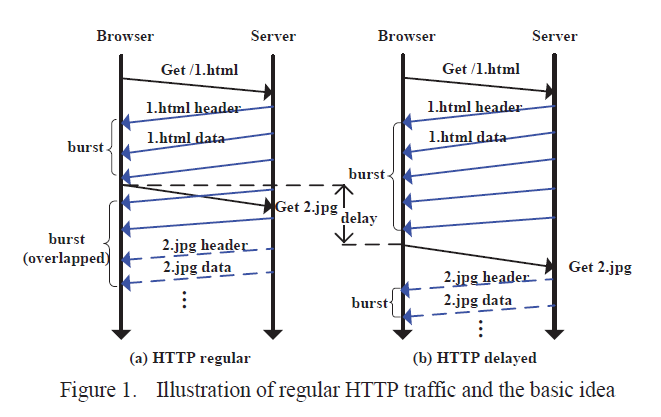 Browser Server
Get /1.html
1.html header
1.html data
burst
Get 2.jpg
burst
(overlapped)
2.jpg header
2.jpg data
⋮
(a) HTTP regular
delay
Browser Server
Get /1.html
1.html header
1.html data
burst
Get 2.jpg
2.jpg header
burst
2.jpg data
⋮
(b) HTTP delayed
Figure 1. Illustration of regular HTTP traffic and the basic idea